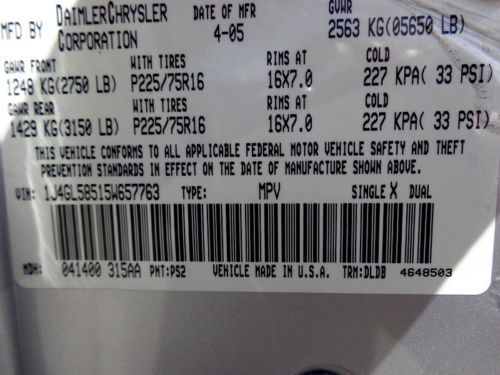 MFD BY DAIMLERCHRYSLER CORPORATION DATE OF MFR 4-05 GVWR 2563 KG(05650 LB)
GAWR FRONT WITH TIRES RIMS AT COLD
1248 KG(2750 LB) P225/75R16 16X7.0 227 KPA( 33 PSI)
GAWR REAR WITH TIRES RIMS AT COLD
1429 KG(3150 LB) P225/75R16 16X7.0 227 KPA( 33 PSI)
THIS VEHICLE CONFORMS TO ALL APPLICABLE FEDERAL MOTOR VEHICLE SAFETY AND THEFT
PREVENTION STANDARDS IN EFFECT ON THE DATE OF MANUFACTURE SHOWN ABOVE.
VIN: 1J4GL58515W657763 TYPE: MPV SINGLE X DUAL
MDH: 041400 315AA PNT:PS2 VEHICLE MADE IN U.S.A. TRM:DLDB 4648503